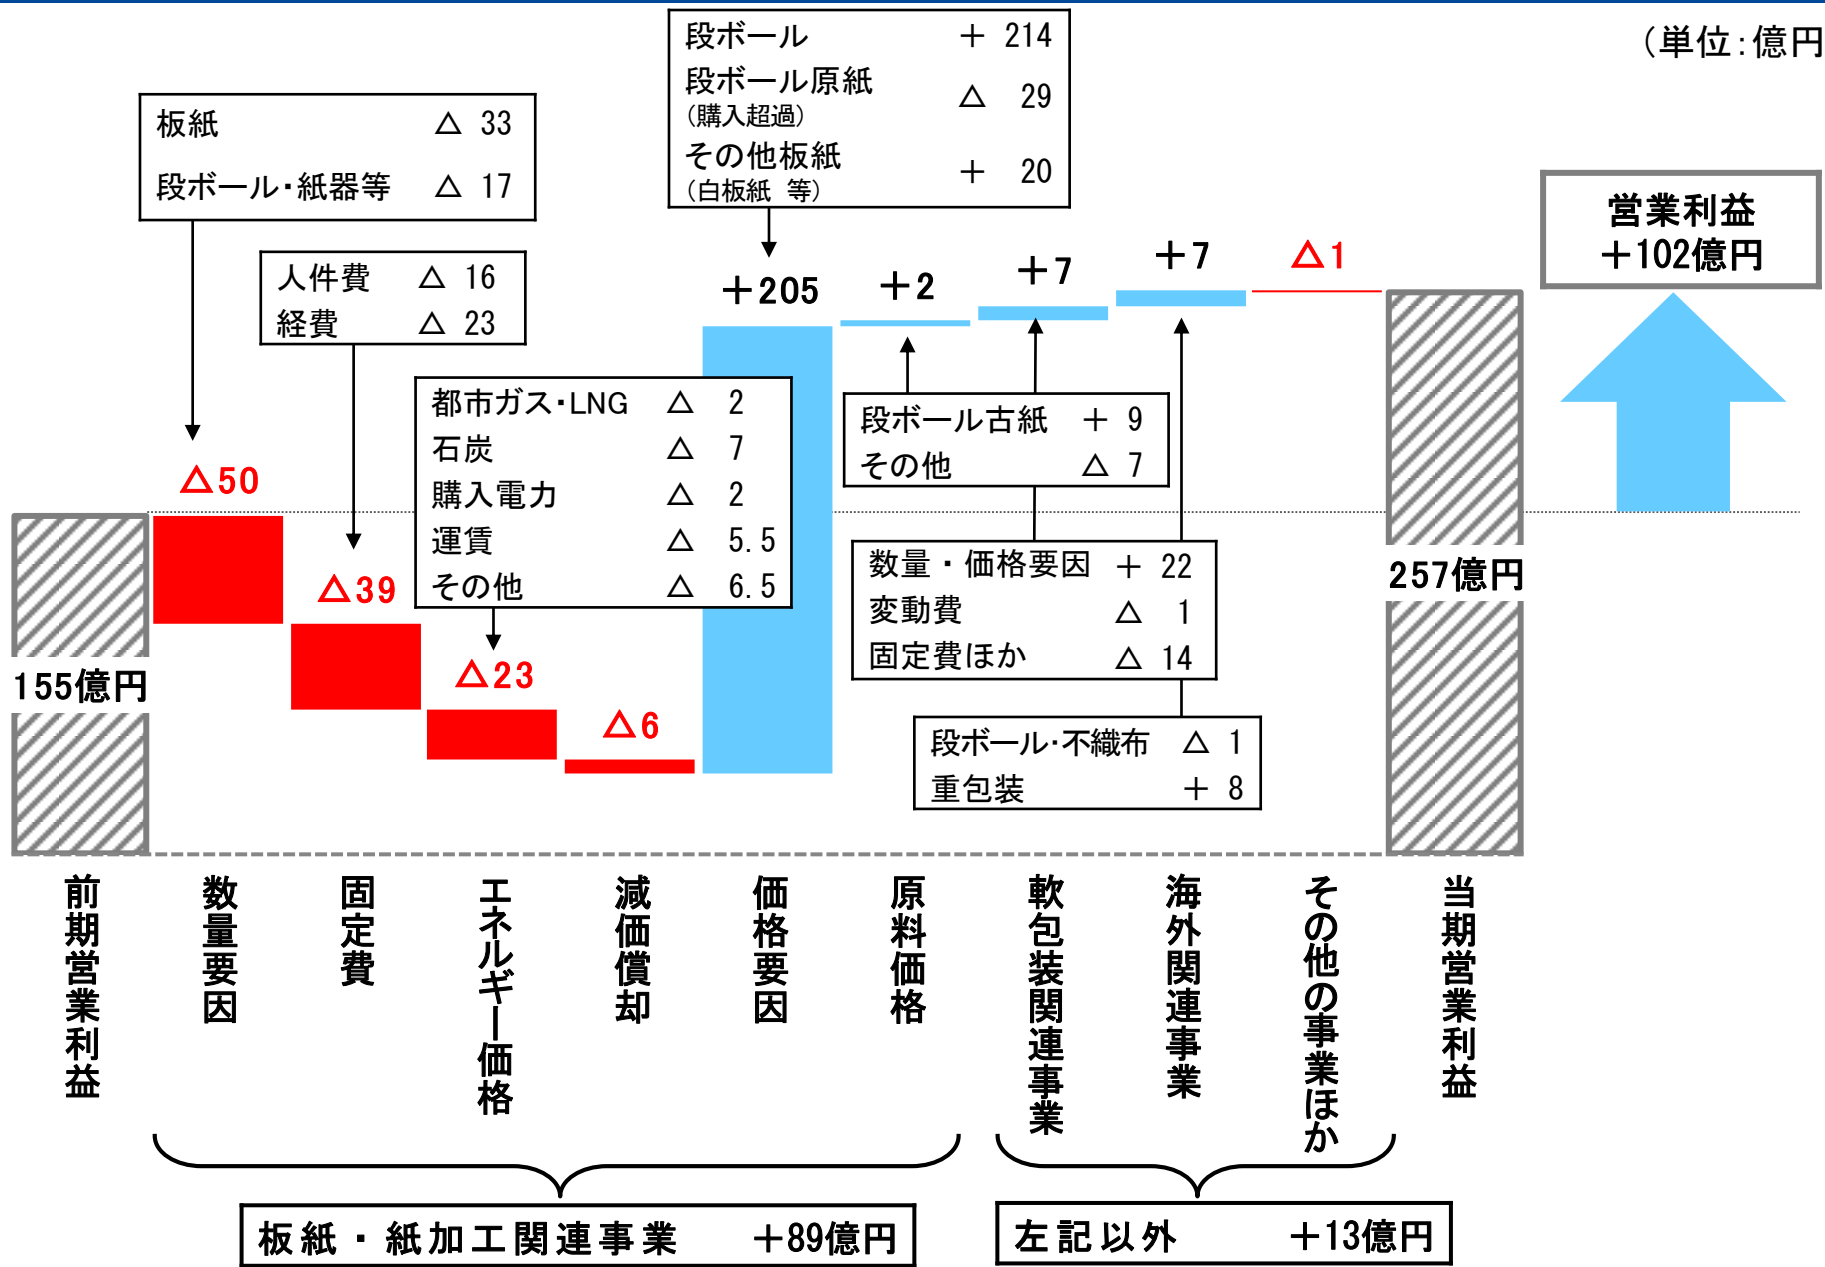 (単位:億円
段ボール ＋ 214
段ボール原紙 △ 29
(購入超過)
その他板紙 ＋ 20
(白板紙 等)
板紙 △ 33
段ボール・紙器等 △ 17
人件費 △ 16
経費 △ 23
営業利益
＋102億円
△50
△39
△23
△6
＋205
＋2
＋7
＋7
△1
都市ガス・LNG △ 2
石炭 △ 7
購入電力 △ 2
運賃 △ 5.5
その他 △ 6.5
段ボール古紙 ＋ 9
その他 △ 7
数量・価格要因 ＋ 22
変動費 △ 1
固定費ほか △ 14
段ボール・不織布 △ 1
重包装 ＋ 8
155億円
257億円
前期営業利益
数量要因
固定費
エネルギー価格
減価償却
価格要因
原料価格
軟包装関連事業
海外関連事業
その他の事業ほか
当期営業利益
板紙・紙加工関連事業 ＋89億円
左記以外 ＋13億円